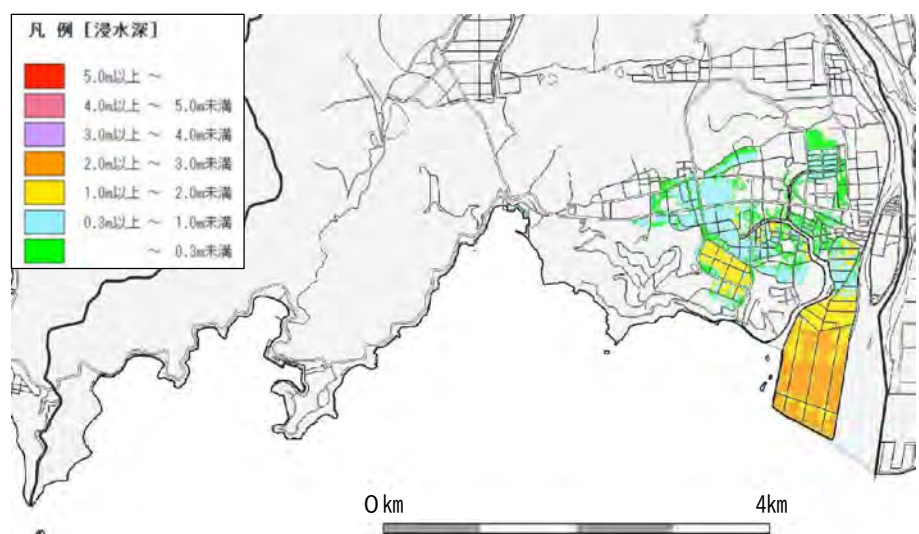 凡 例 [浸水深]
5.0m以上 ～
4.0m以上 ～ 5.0m未満
3.0m以上 ～ 4.0m未満
2.0m以上 ～ 3.0m未満
1.0m以上 ～ 2.0m未満
0.3m以上 ～ 1.0m未満
～ 0.3m未満
0km 4km